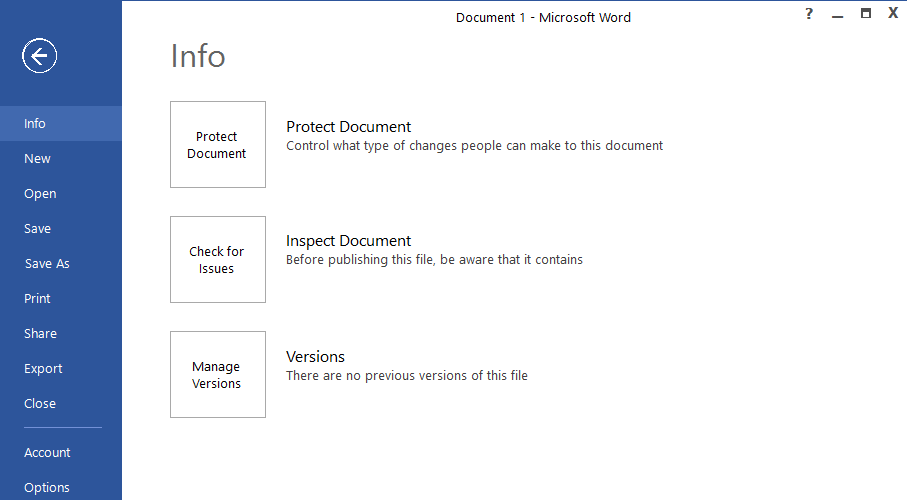 Document 1 - Microsoft Word
?
X
Info
New
Open
Save
Save As
Print
Share
Export
Close
Account
Options
Info
Protect
Document
Protect Document
Control what type of changes people can make to this document
Check for
Issues
Inspect Document
Before publishing this file, be aware that it contains
Manage
Versions
Versions
There are no previous versions of this file